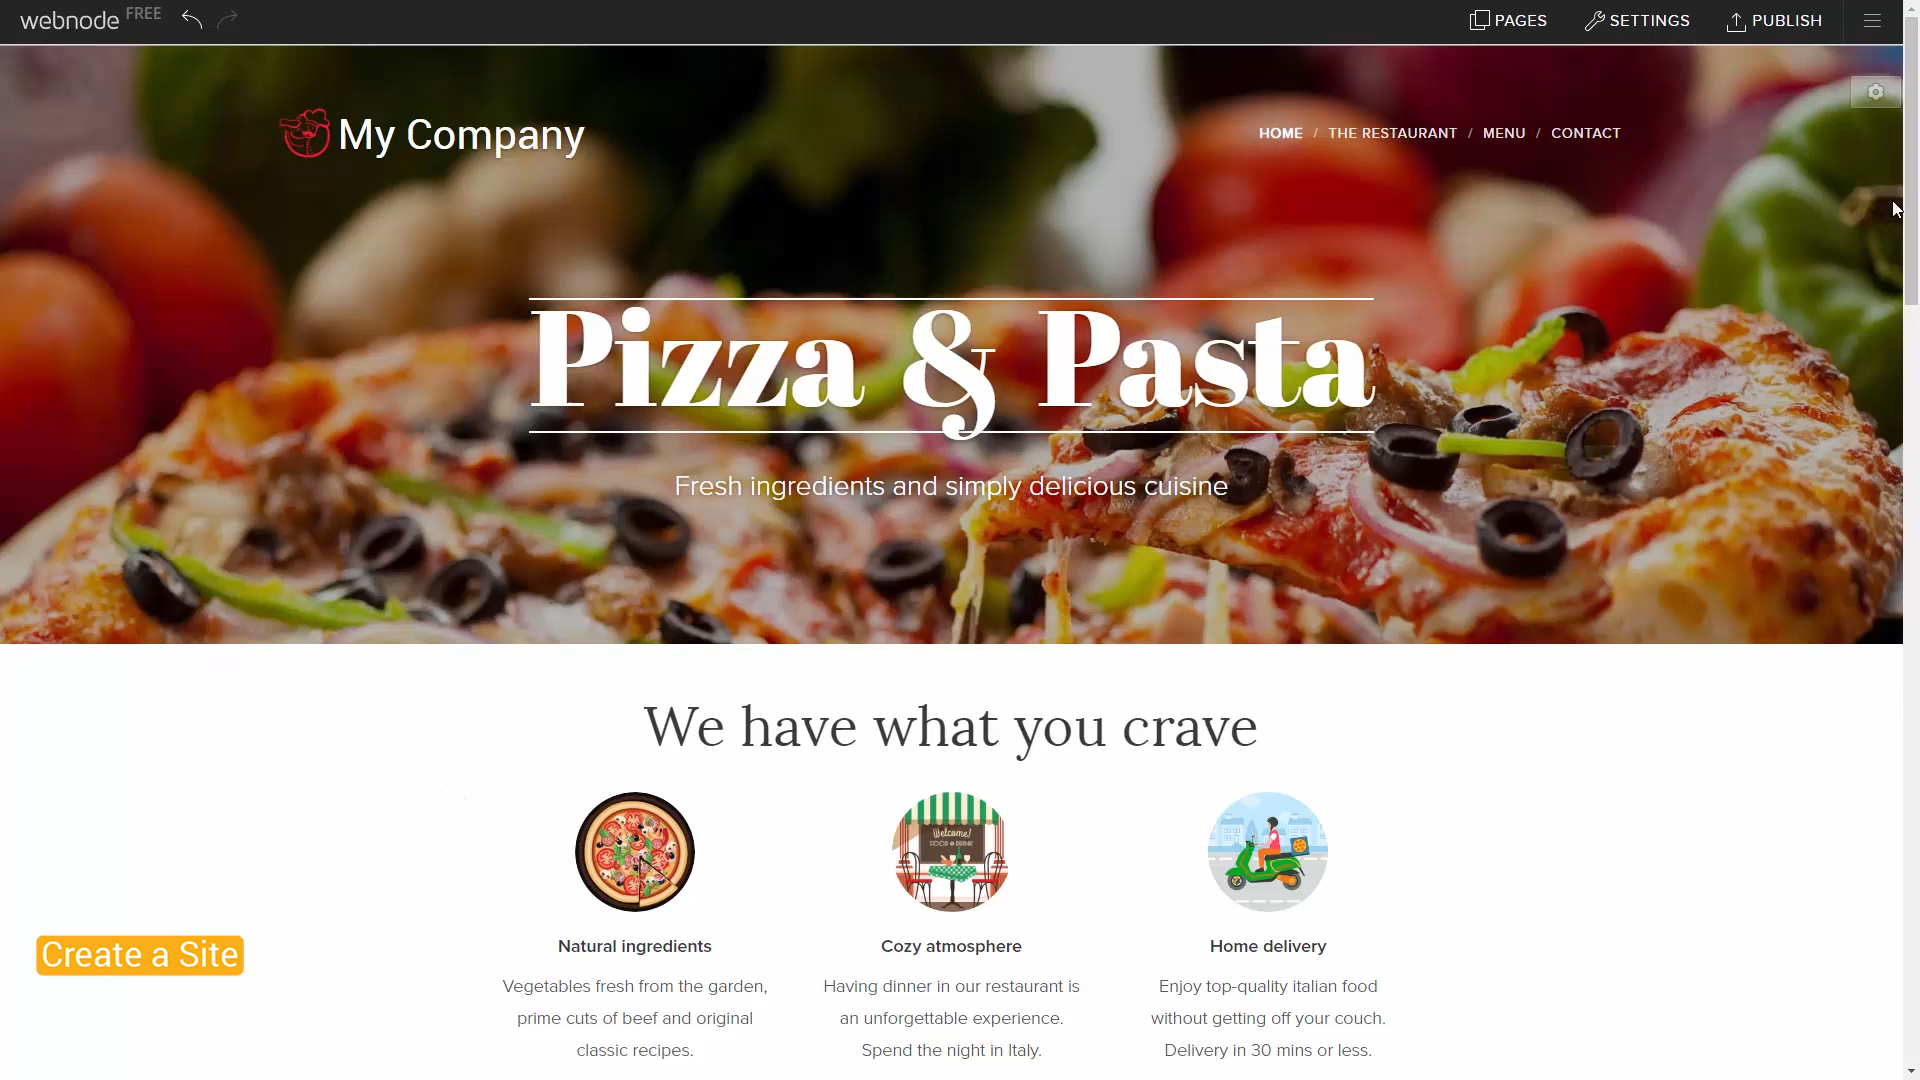 webnode FREE
PAGES
SETTINGS
PUBLISH
My Company
HOME / THE RESTAURANT / MENU / CONTACT
Pizza & Pasta
Fresh ingredients and simply delicious cuisine
We have what you crave
Welcome!
FOOD & DRINK
Natural ingredients
Vegetables fresh from the garden,
prime cuts of beef and original
classic recipes.
Cozy atmosphere
Having dinner in our restaurant is
an unforgettable experience.
Spend the night in Italy.
Home delivery
Enjoy top-quality italian food
without getting off your couch.
Delivery in 30 mins or less.
Create a Site